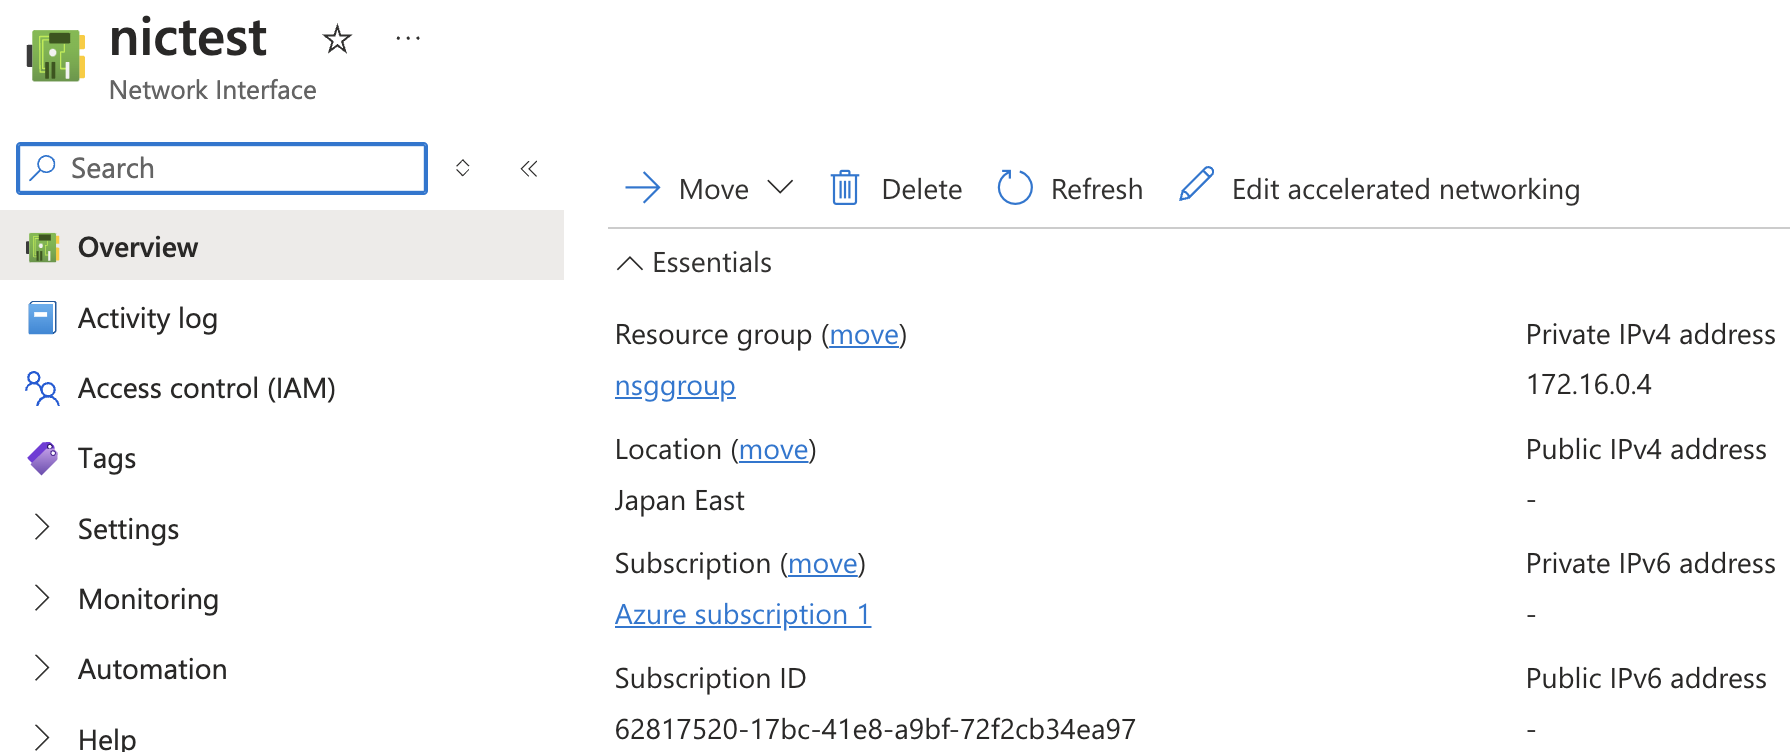 nictest
Network Interface
Search
Overview
Activity log
Access control (IAM)
Tags
Settings
Monitoring
Automation
Help
Move
Delete
Refresh
Edit accelerated networking
Essentials
Resource group (move)
nsggroup
Location (move)
Japan East
Subscription (move)
Azure subscription 1
Subscription ID
62817520-17bc-41e8-a9bf-72f2cb34ea97
Private IPv4 address
172.16.0.4
Public IPv4 address
-
Private IPv6 address
-
Public IPv6 address
-